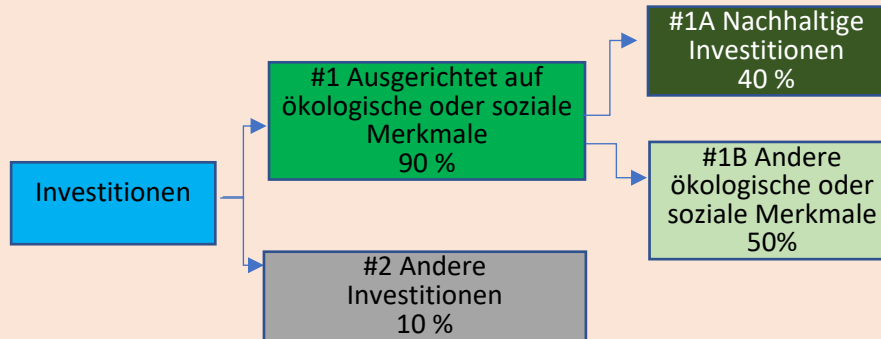 #1A Nachhaltige
Investitionen
40 %
#1 Ausgerichtet auf
ökologische oder soziale
Merkmale
90 %
#1B Andere
ökologische oder
soziale Merkmale
50%
Investitionen
#2 Andere
Investitionen
10 %